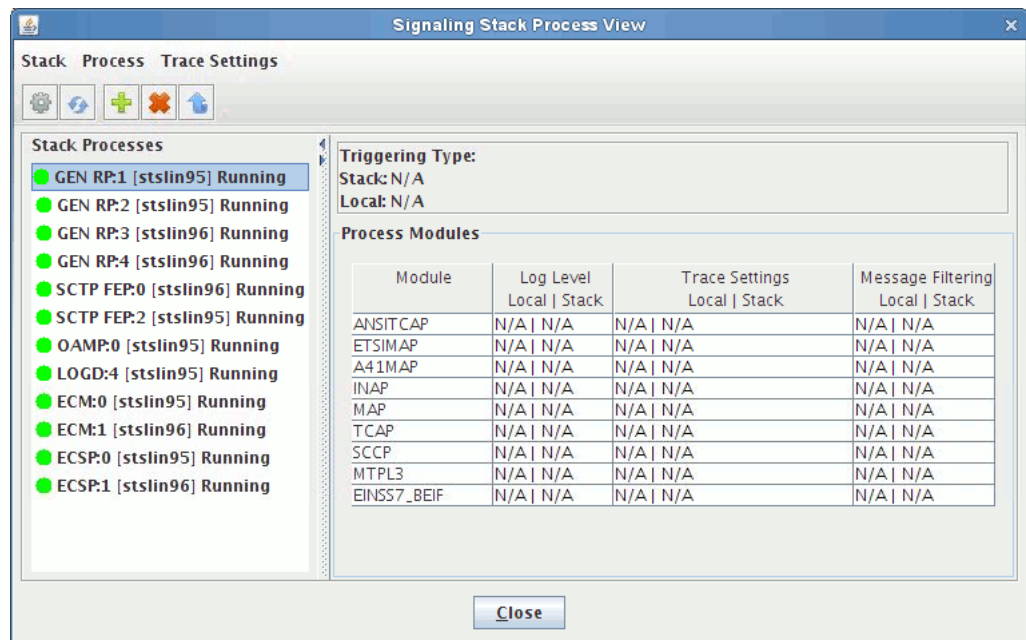 Signaling Stack Process View
Stack Process Trace Settings
Stack Processes
GEN RP:1 [stslin95] Running
GEN RP:2 [stslin95] Running
GEN RP:3 [stslin96] Running
GEN RP:4 [stslin96] Running
SCTP FEP:0 [stslin96] Running
SCTP FEP:2 [stslin95] Running
OAMP:0 [stslin95] Running
LOGD:4 [stslin95] Running
ECM:0 [stslin95] Running
ECM:1 [stslin96] Running
ECSP:0 [stslin95] Running
ECSP:1 [stslin96] Running
Triggering Type:
Stack: N/A
Local: N/A
Process Modules
Module Log Level Trace Settings Message Filtering
Local | Stack Local | Stack Local | Stack
ANSITCAP N/A | N/A N/A | N/A N/A | N/A
ETSIMAP N/A | N/A N/A | N/A N/A | N/A
A41MAP N/A | N/A N/A | N/A N/A | N/A
INAP N/A | N/A N/A | N/A N/A | N/A
MAP N/A | N/A N/A | N/A N/A | N/A
TCAP N/A | N/A N/A | N/A N/A | N/A
SCCP N/A | N/A N/A | N/A N/A | N/A
MTPL3 N/A | N/A N/A | N/A N/A | N/A
EINSS7_BEIF N/A | N/A N/A | N/A N/A | N/A
Close